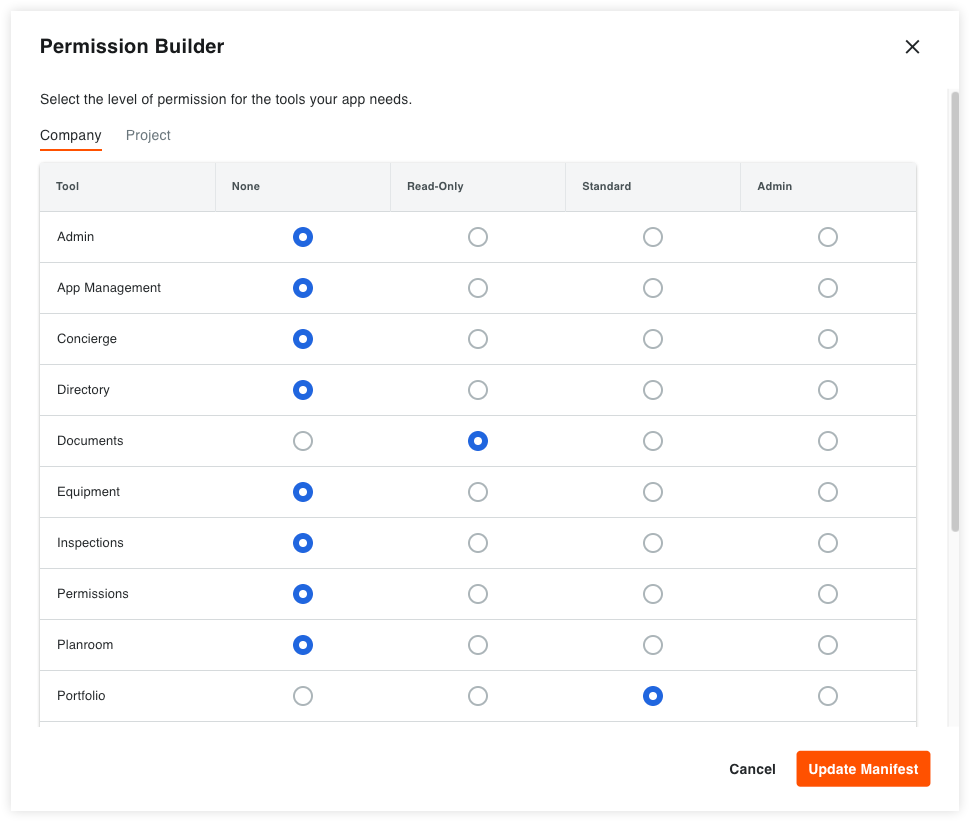 Permission Builder
Select the level of permission for the tools your app needs.
Company Project
Tool None Read-Only Standard Admin
Admin
App Management
Concierge
Directory
Documents
Equipment
Inspections
Permissions
Planroom
Portfolio
Cancel Update Manifest